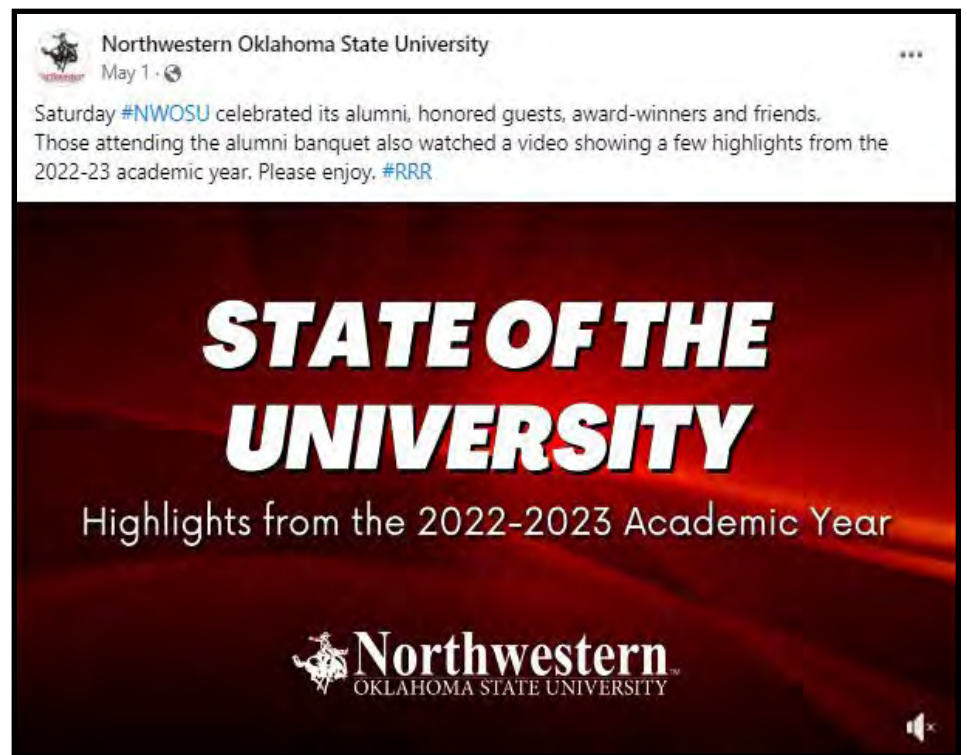 Northwestern Oklahoma State University
May 1 ·
Saturday #NWOSU celebrated its alumni, honored guests, award-winners and friends.
Those attending the alumni banquet also watched a video showing a few highlights from the
2022-23 academic year. Please enjoy. #RRR
STATE OF THE
UNIVERSITY
Highlights from the 2022-2023 Academic Year
Northwestern
OKLAHOMA STATE UNIVERSITY